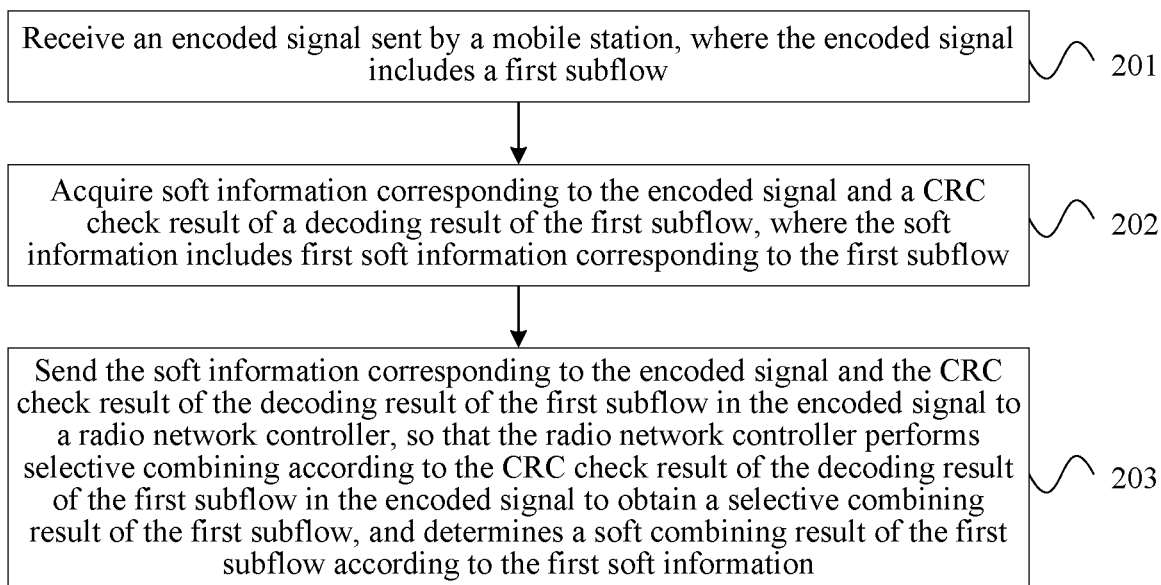 Receive an encoded signal sent by a mobile station, where the encoded signal
includes a first subflow
201
Acquire soft information corresponding to the encoded signal and a CRC
check result of a decoding result of the first subflow, where the soft
information includes first soft information corresponding to the first subflow
202
Send the soft information corresponding to the encoded signal and the CRC
check result of the decoding result of the first subflow in the encoded signal to
a radio network controller, so that the radio network controller performs
selective combining according to the CRC check result of the decoding result
of the first subflow in the encoded signal to obtain a selective combining
result of the first subflow, and determines a soft combining result of the first
subflow according to the first soft information
203